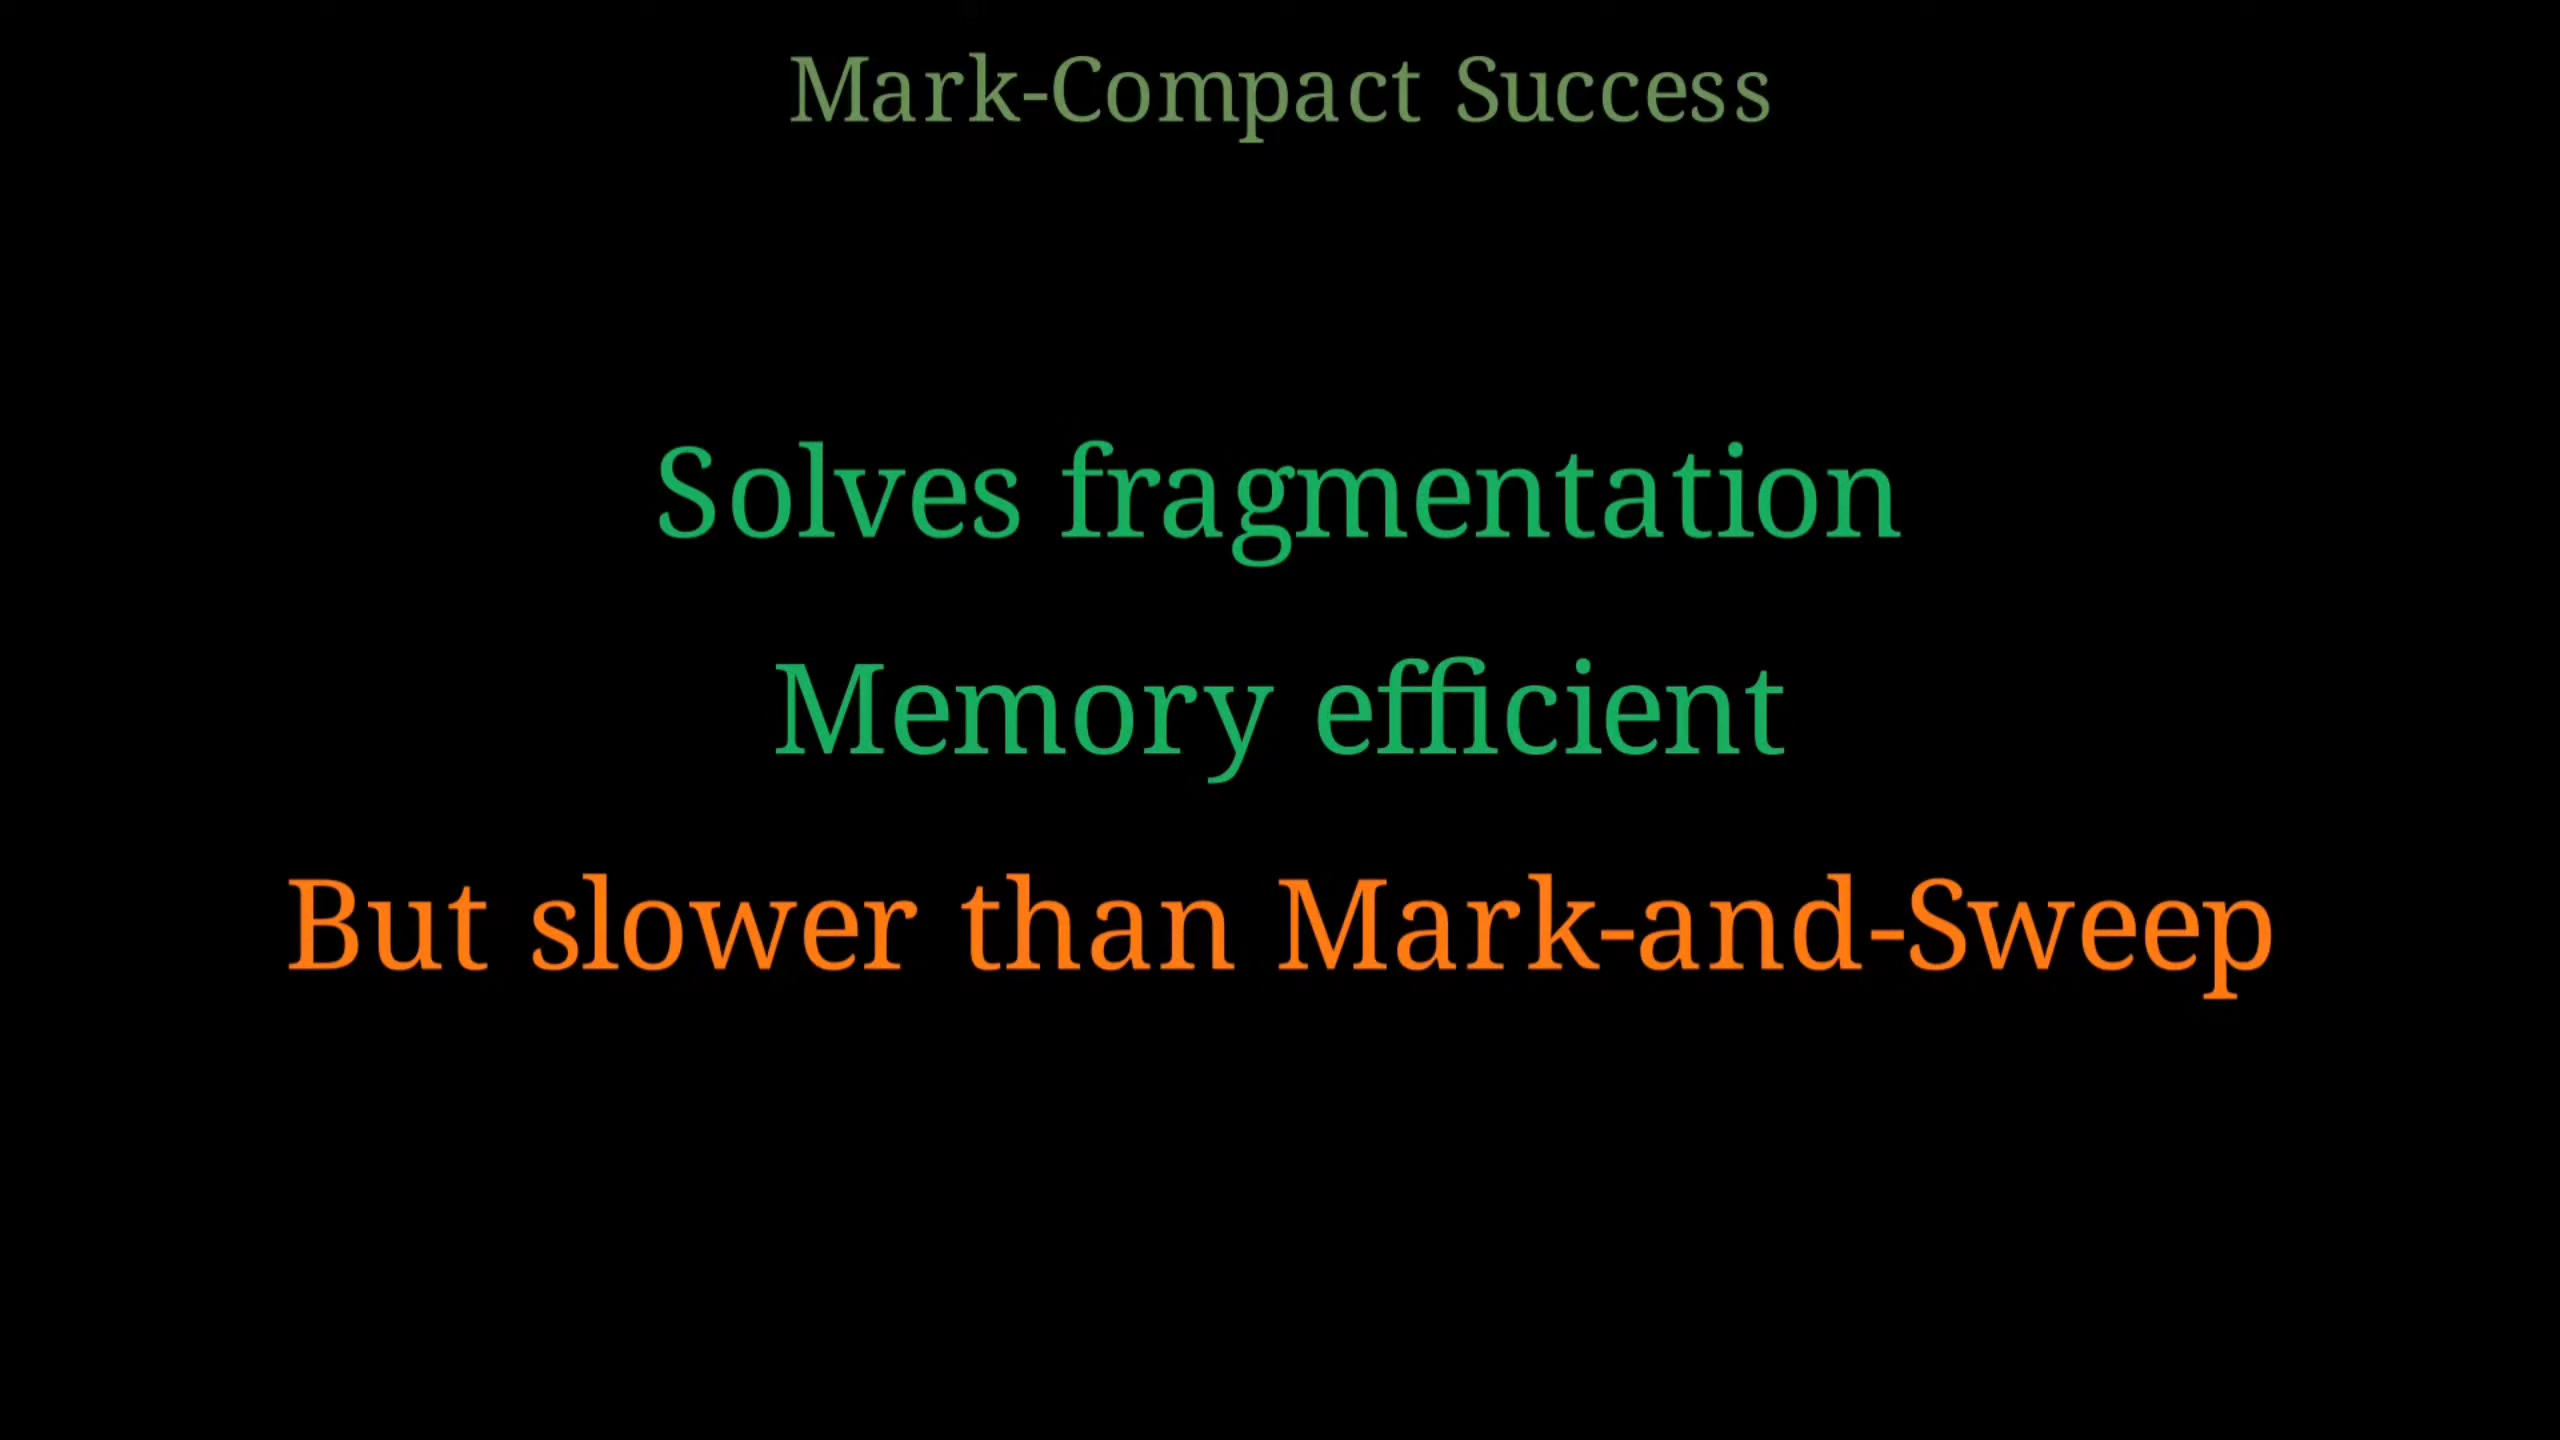 Mark-Compact Success
Solves fragmentation
Memory efficient
But slower than Mark-and-Sweep